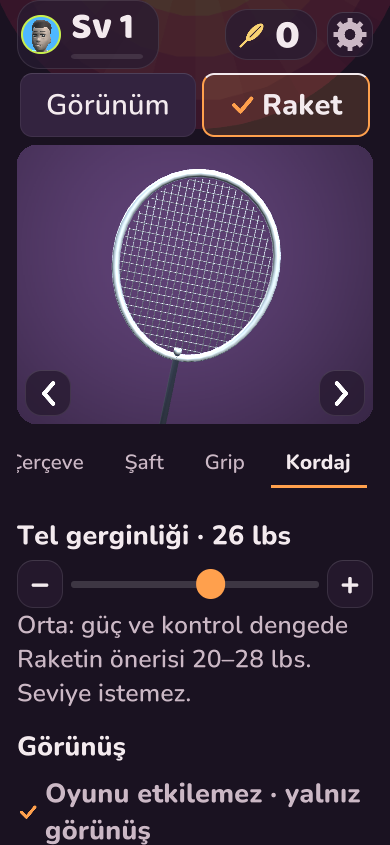 Sv 1
0
Görünüm
Raket
Çerçeve
Şaft
Grip
Kordaj
Tel gerginliği · 26 lbs
Orta: güç ve kontrol dengede
Raketin önerisi 20–28 lbs.
Seviye istemez.
Görünüş
Oyunu etkilemez · yalnız
görünüş